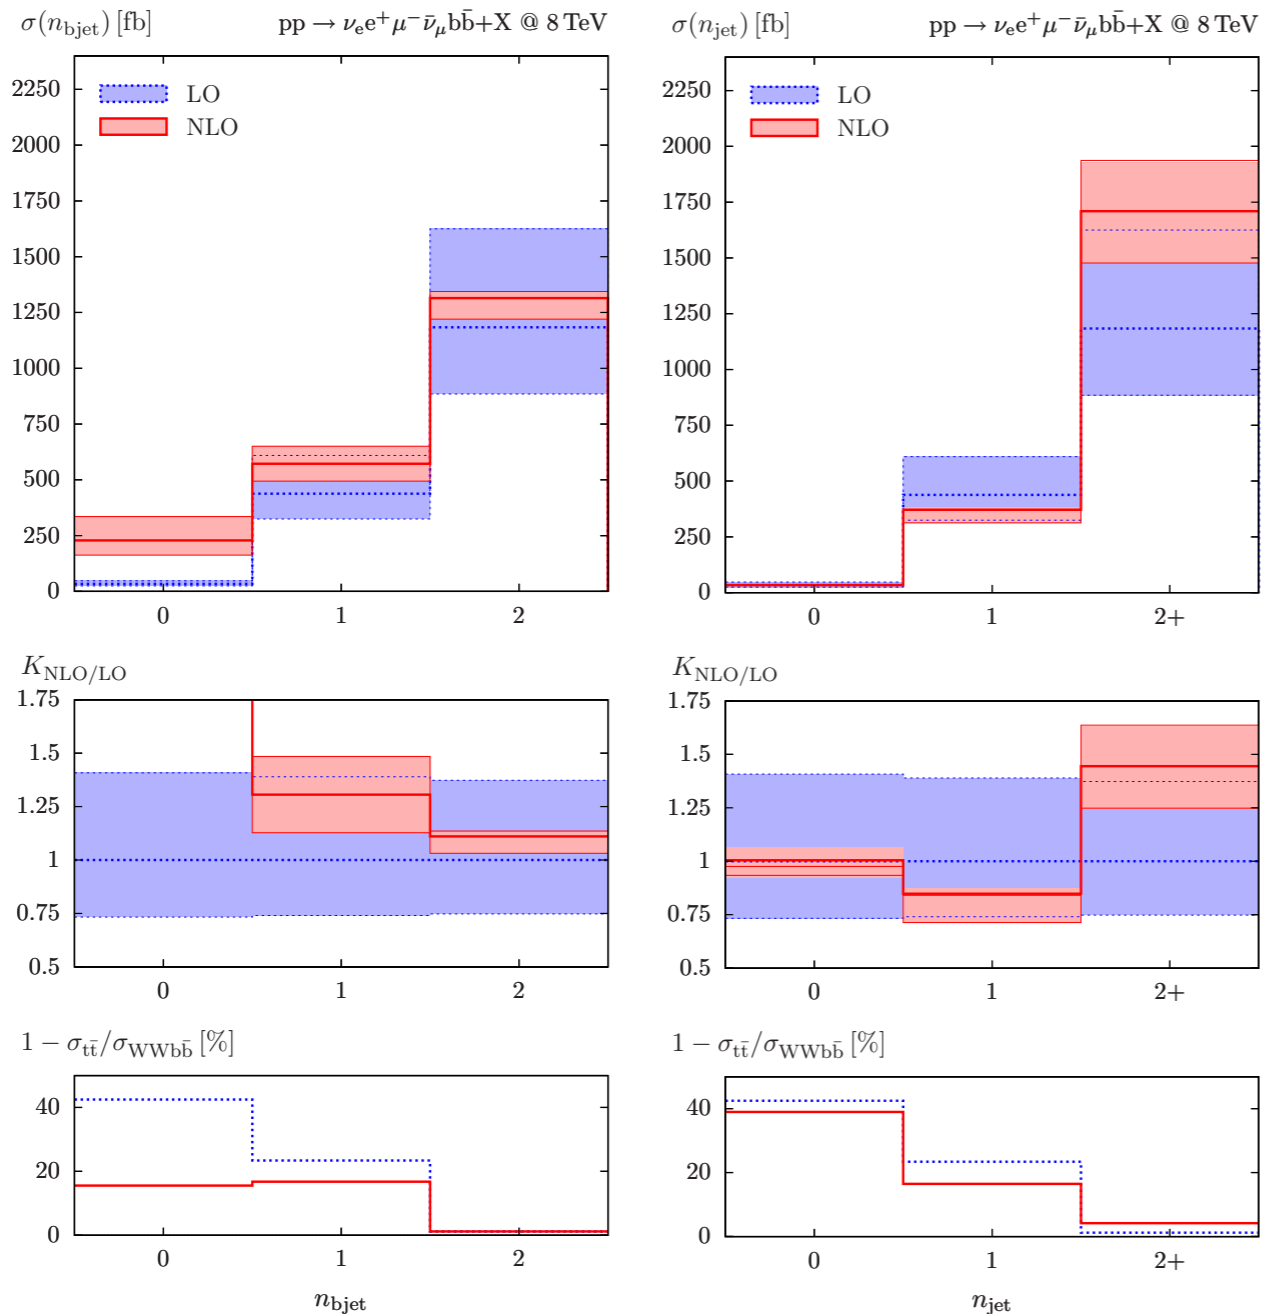 σ(n_bjet) [fb] pp → ν_e e⁺ μ⁻ ν̄_μ bb̄+X @ 8 TeV
LO
NLO
2250
2000
1750
1500
1250
1000
750
500
250
0
0 1 2
K_NLO/LO
1.75
1.5
1.25
1
0.75
0.5
0 1 2
1 − σ_tt̄/σ_WWbb̄ [%]
40
20
0
0 1 2
n_bjet
σ(n_jet) [fb] pp → ν_e e⁺ μ⁻ ν̄_μ bb̄+X @ 8 TeV
LO
NLO
2250
2000
1750
1500
1250
1000
750
500
250
0
0 1 2+
K_NLO/LO
1.75
1.5
1.25
1
0.75
0.5
0 1 2+
1 − σ_tt̄/σ_WWbb̄ [%]
40
20
0
0 1 2+
n_jet